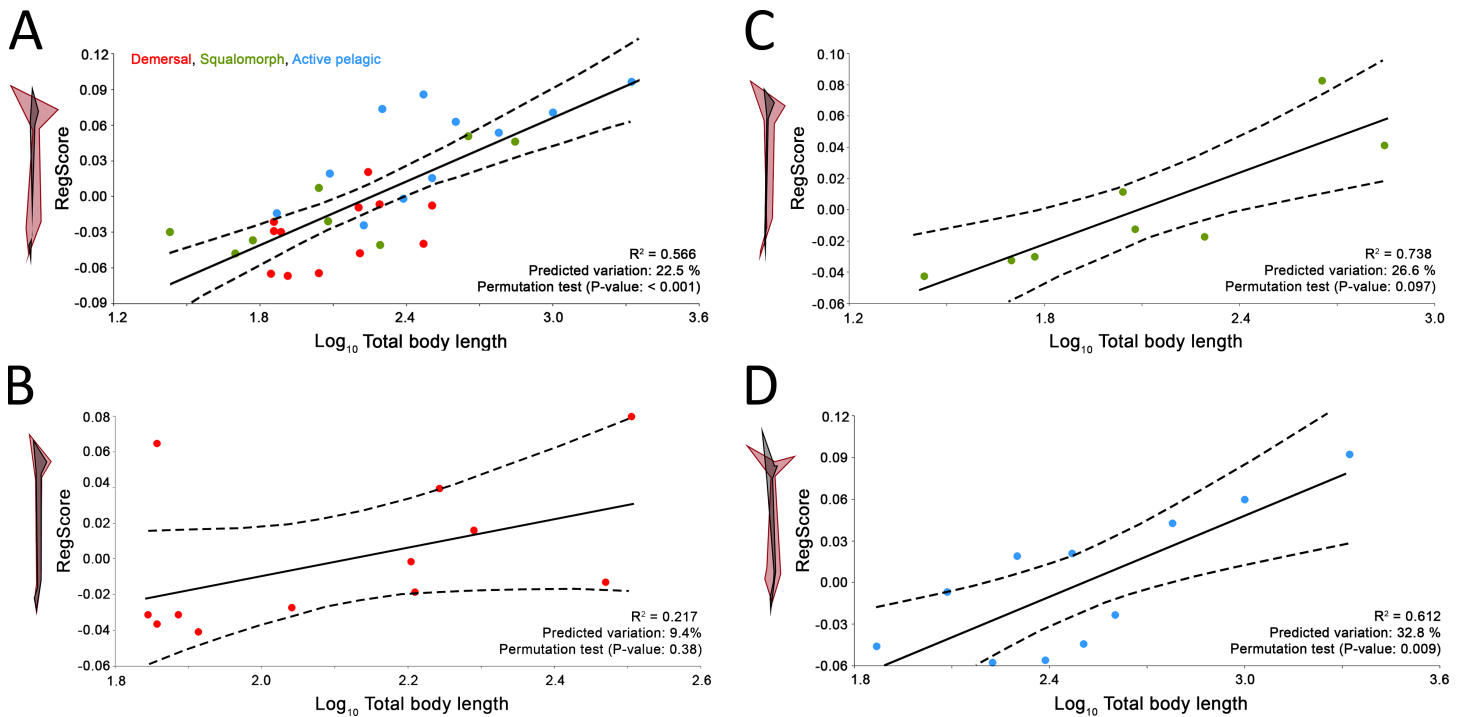 A
Demersal, Squalomorph, Active pelagic
0.12
0.09
0.06
0.03
0.00
-0.03
-0.06
-0.09
RegScore
R² = 0.566
Predicted variation: 22.5 %
Permutation test (P-value: < 0.001)
1.2
1.8
2.4
3.0
3.6
Log₁₀ Total body length
C
0.10
0.08
0.06
0.04
0.02
0.00
-0.02
-0.04
-0.06
RegScore
R² = 0.738
Predicted variation: 26.6 %
Permutation test (P-value: 0.097)
1.2
1.8
2.4
3.0
Log₁₀ Total body length
B
0.08
0.06
0.04
0.02
0.00
-0.02
-0.04
-0.06
RegScore
R² = 0.217
Predicted variation: 9.4%
Permutation test (P-value: 0.38)
1.8
2.0
2.2
2.4
2.6
Log₁₀ Total body length
D
0.12
0.09
0.06
0.03
0.00
-0.03
-0.06
RegScore
R² = 0.612
Predicted variation: 32.8 %
Permutation test (P-value: 0.009)
1.8
2.4
3.0
3.6
Log₁₀ Total body length